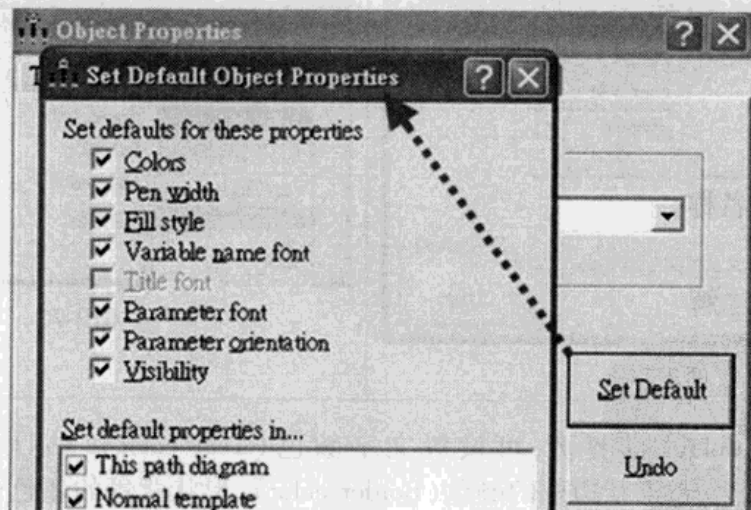 Object Properties
T
Set Default Object Properties
Set defaults for these properties
Colors
Pen width
Fill style
Variable name font
Title font
Parameter font
Parameter orientation
Visibility
Set Default
Set default properties in...
This path diagram
Undo
Normal template